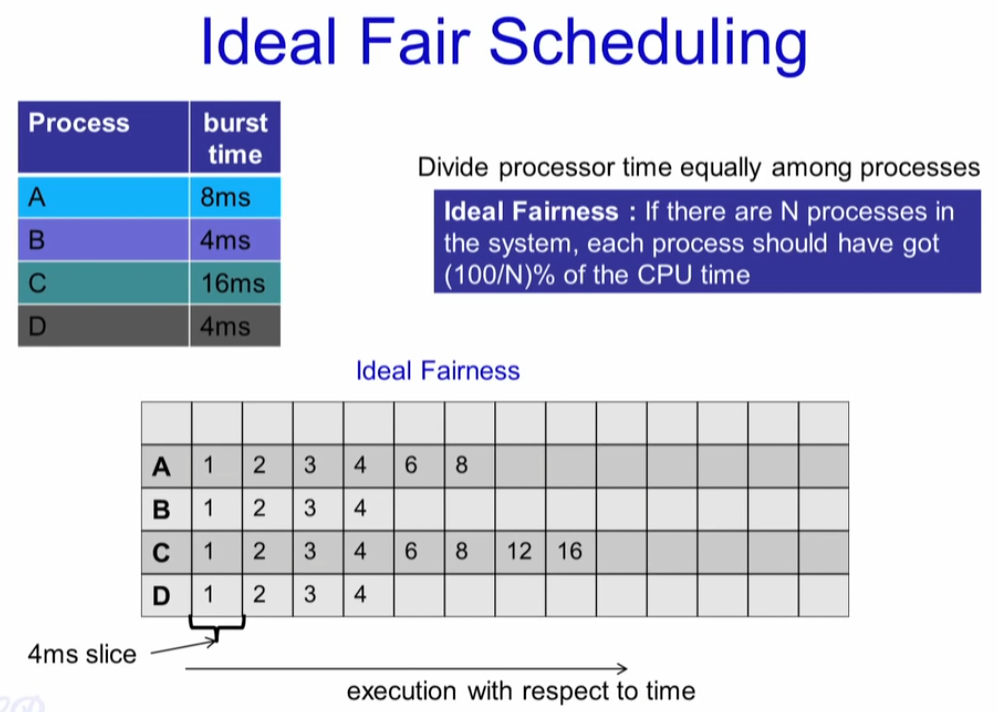 Ideal Fair Scheduling
Process burst time
A 8ms
B 4ms
C 16ms
D 4ms
Divide processor time equally among processes
Ideal Fairness : If there are N processes in
the system, each process should have got
(100/N)% of the CPU time
Ideal Fairness
A 1 2 3 4 6 8
B 1 2 3 4
C 1 2 3 4 6 8 12 16
D 1 2 3 4
4ms slice
execution with respect to time